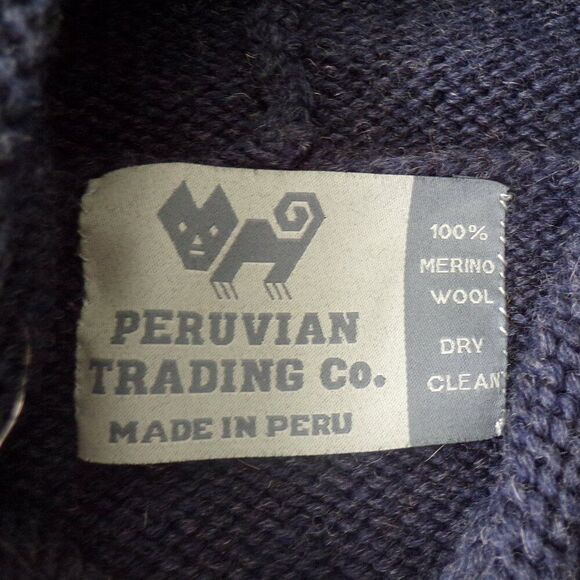 PERUVIAN
TRADING Co.
MADE IN PERU
100%
MERINO
WOOL
DRY
CLEAN